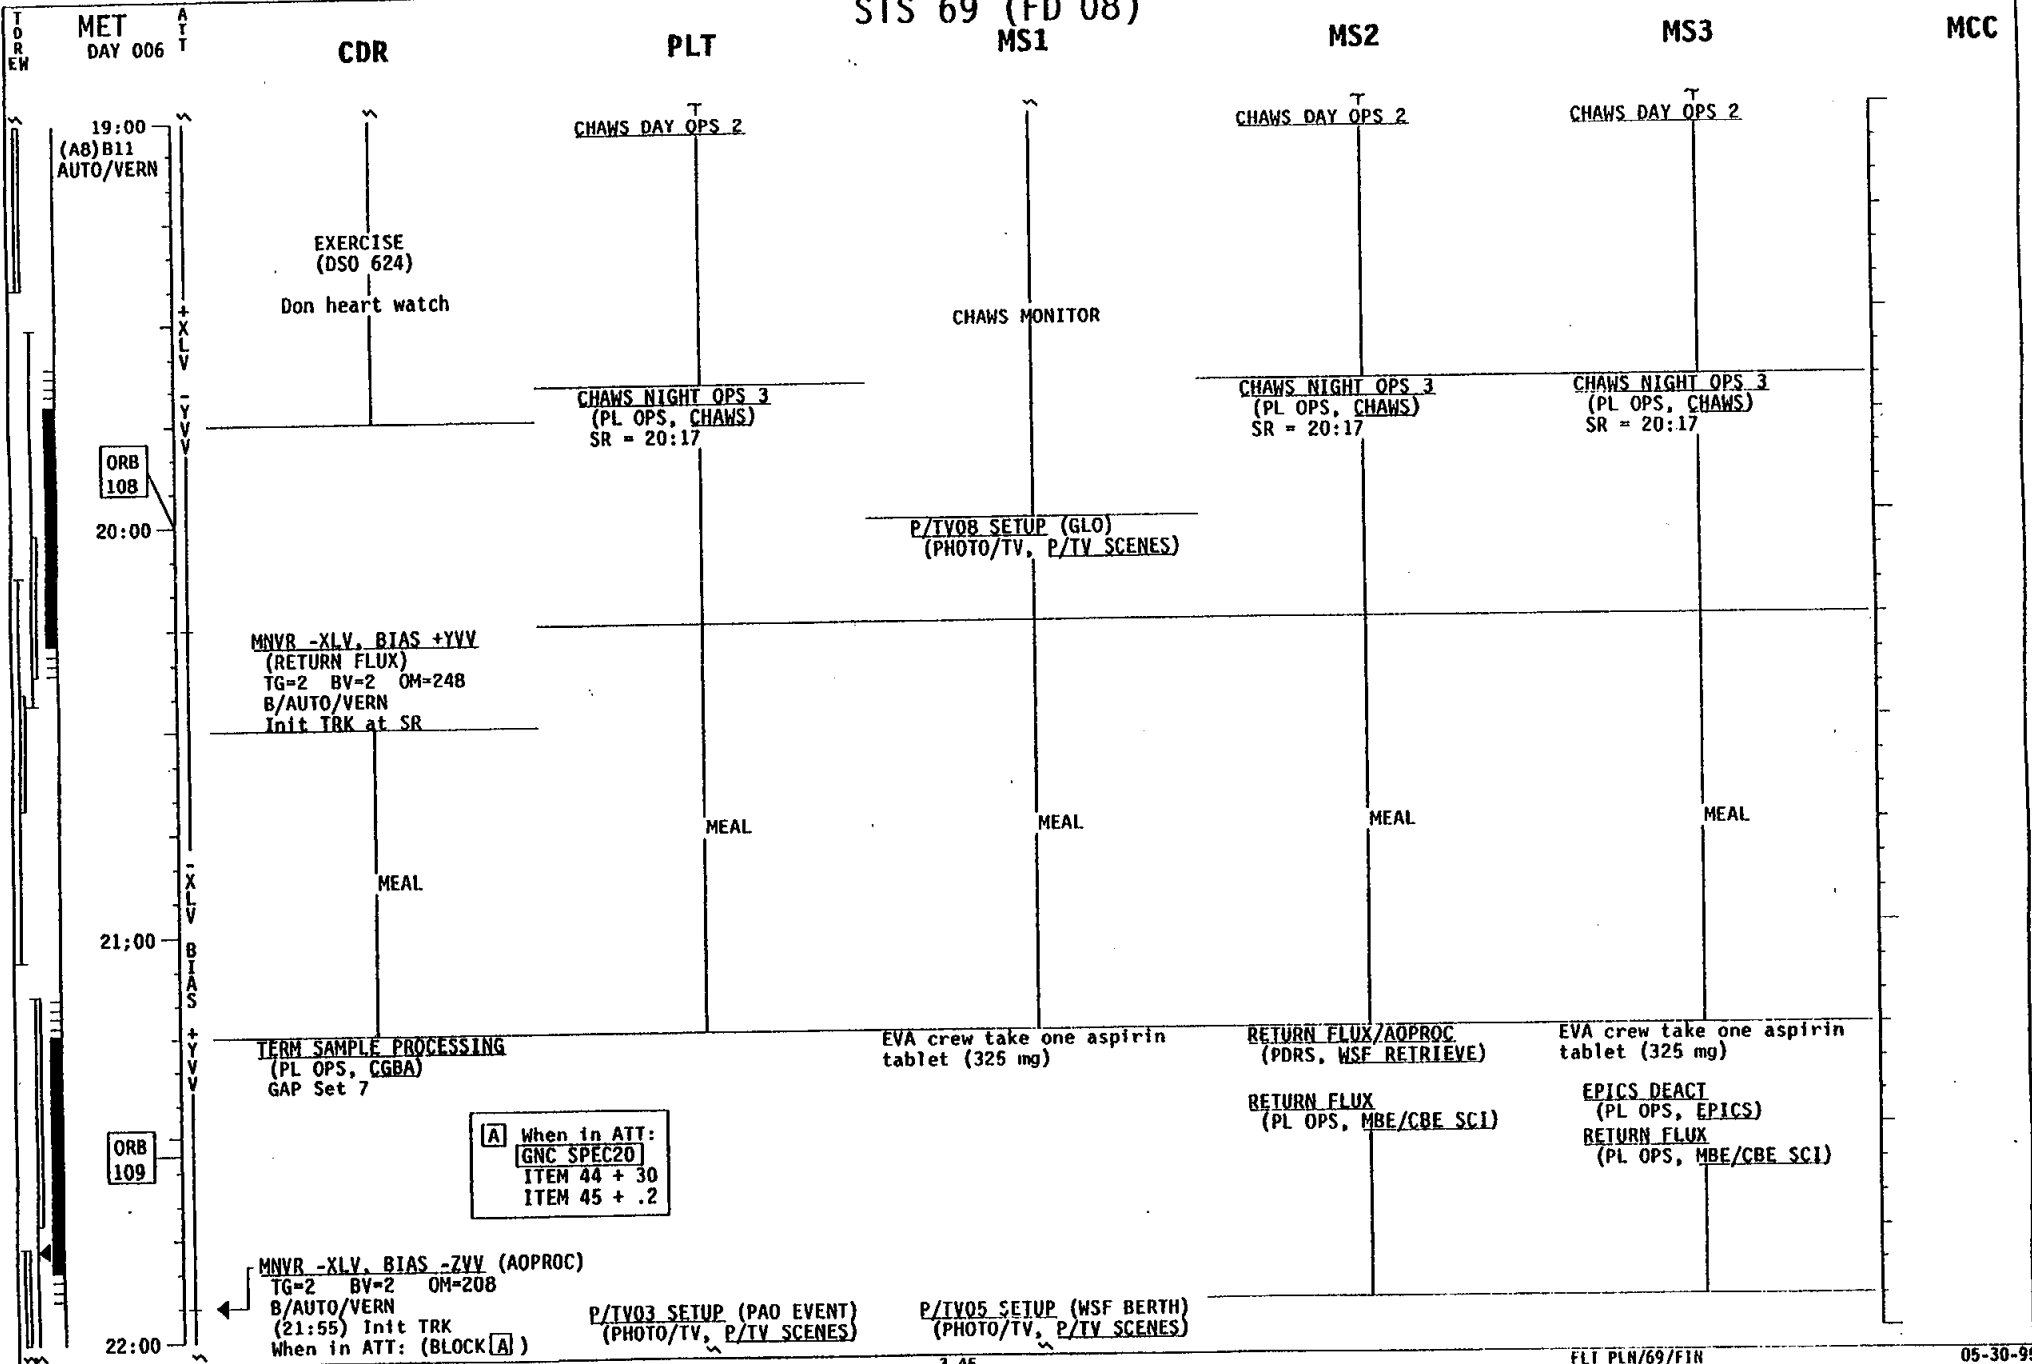 STS 69 (FD 08)
TDRS EW
MET
DAY 006
ATT
CDR
PLT
MS1
MS2
MS3
MCC
19:00
(A8)B11
AUTO/VERN
+XLV -YVV
ORB
108
20:00
-XLV BIAS +YVV
21;00
ORB
109
22:00
EXERCISE
(DSO 624)
Don heart watch
MNVR -XLV, BIAS +YVV
(RETURN FLUX)
TG=2 BV=2 OM=248
B/AUTO/VERN
Init TRK at SR
MEAL
TERM SAMPLE PROCESSING
(PL OPS, CGBA)
GAP Set 7
A When in ATT:
GNC SPEC20
ITEM 44 + 30
ITEM 45 + .2
MNVR -XLV, BIAS -ZVV (AOPROC)
TG=2 BV=2 OM=208
B/AUTO/VERN
(21:55) Init TRK
When in ATT: (BLOCK A )
CHAWS DAY OPS 2
CHAWS NIGHT OPS 3
(PL OPS, CHAWS)
SR = 20:17
MEAL
P/TV03 SETUP (PAO EVENT)
(PHOTO/TV, P/TV SCENES)
CHAWS MONITOR
P/TV08 SETUP (GLO)
(PHOTO/TV, P/TV SCENES)
MEAL
EVA crew take one aspirin
tablet (325 mg)
P/TV05 SETUP (WSF BERTH)
(PHOTO/TV, P/TV SCENES)
CHAWS DAY OPS 2
CHAWS NIGHT OPS 3
(PL OPS, CHAWS)
SR = 20:17
MEAL
RETURN FLUX/AOPROC
(PDRS, WSF RETRIEVE)
RETURN FLUX
(PL OPS, MBE/CBE SCI)
CHAWS DAY OPS 2
CHAWS NIGHT OPS 3
(PL OPS, CHAWS)
SR = 20:17
MEAL
EVA crew take one aspirin
tablet (325 mg)
EPICS DEACT
(PL OPS, EPICS)
RETURN FLUX
(PL OPS, MBE/CBE SCI)
FLT PLN/69/FIN